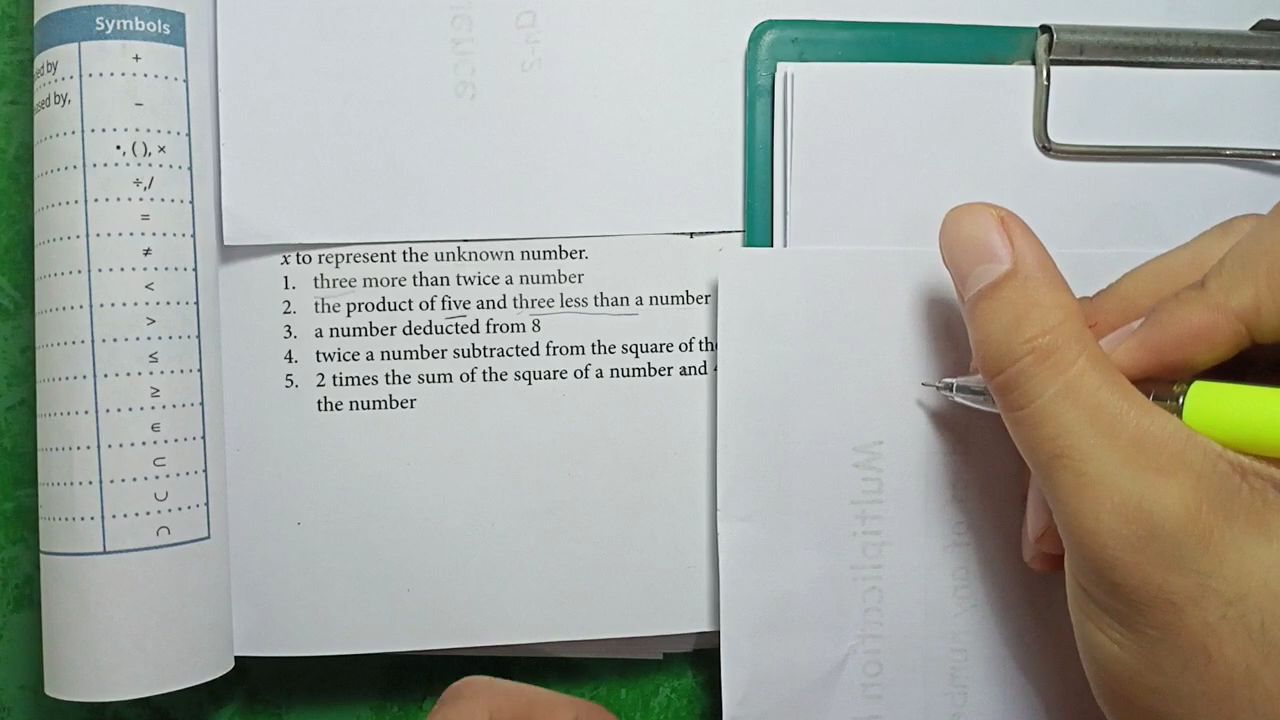 Symbols
by
+
sed by,
−
•, ( ), ×
÷,/
=
≠
<
>
≤
≥
∈
⊂
∪
∩
x to represent the unknown number.
1. three more than twice a number
2. the product of five and three less than a number
3. a number deducted from 8
4. twice a number subtracted from the square of the
5. 2 times the sum of the square of a number and
the number
Multiplication